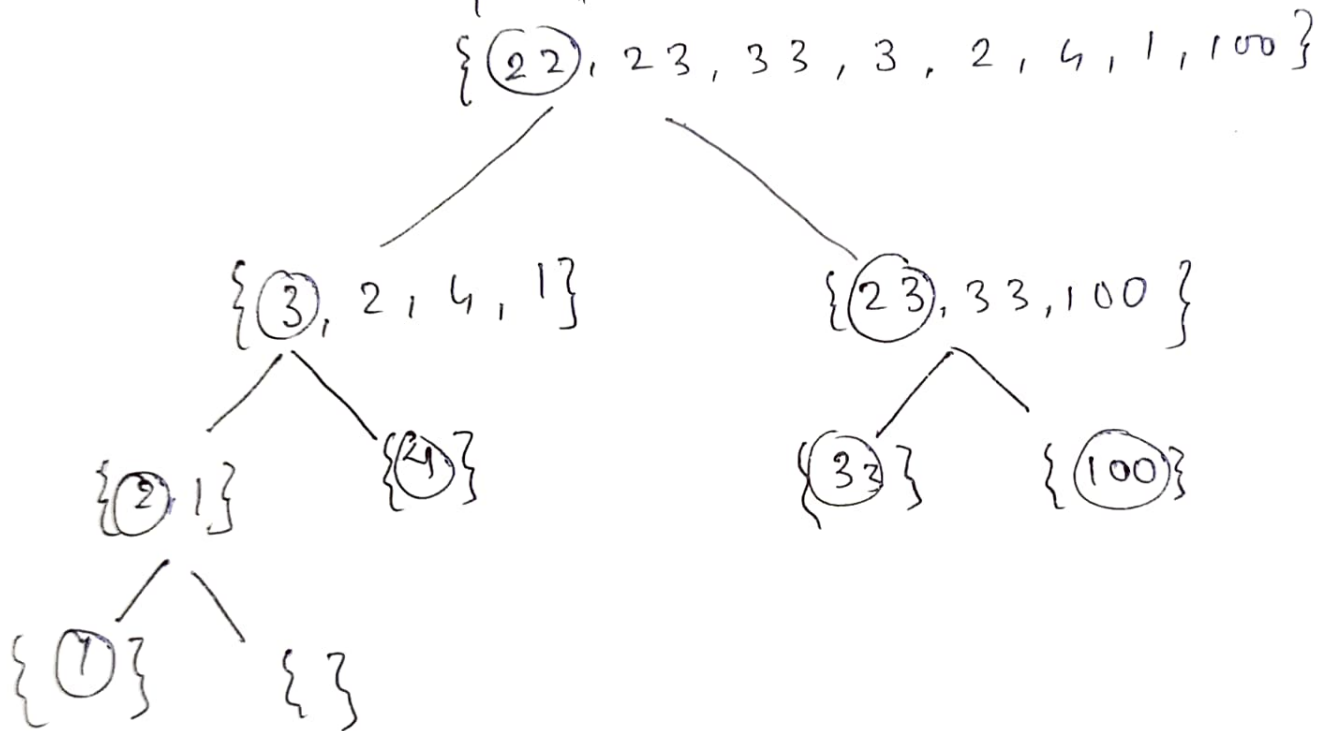 {22, 23, 33, 3, 2, 4, 1, 100}
{3, 2, 4, 1} {23, 33, 100}
{2, 1} {4} {33} {100}
{1} { }